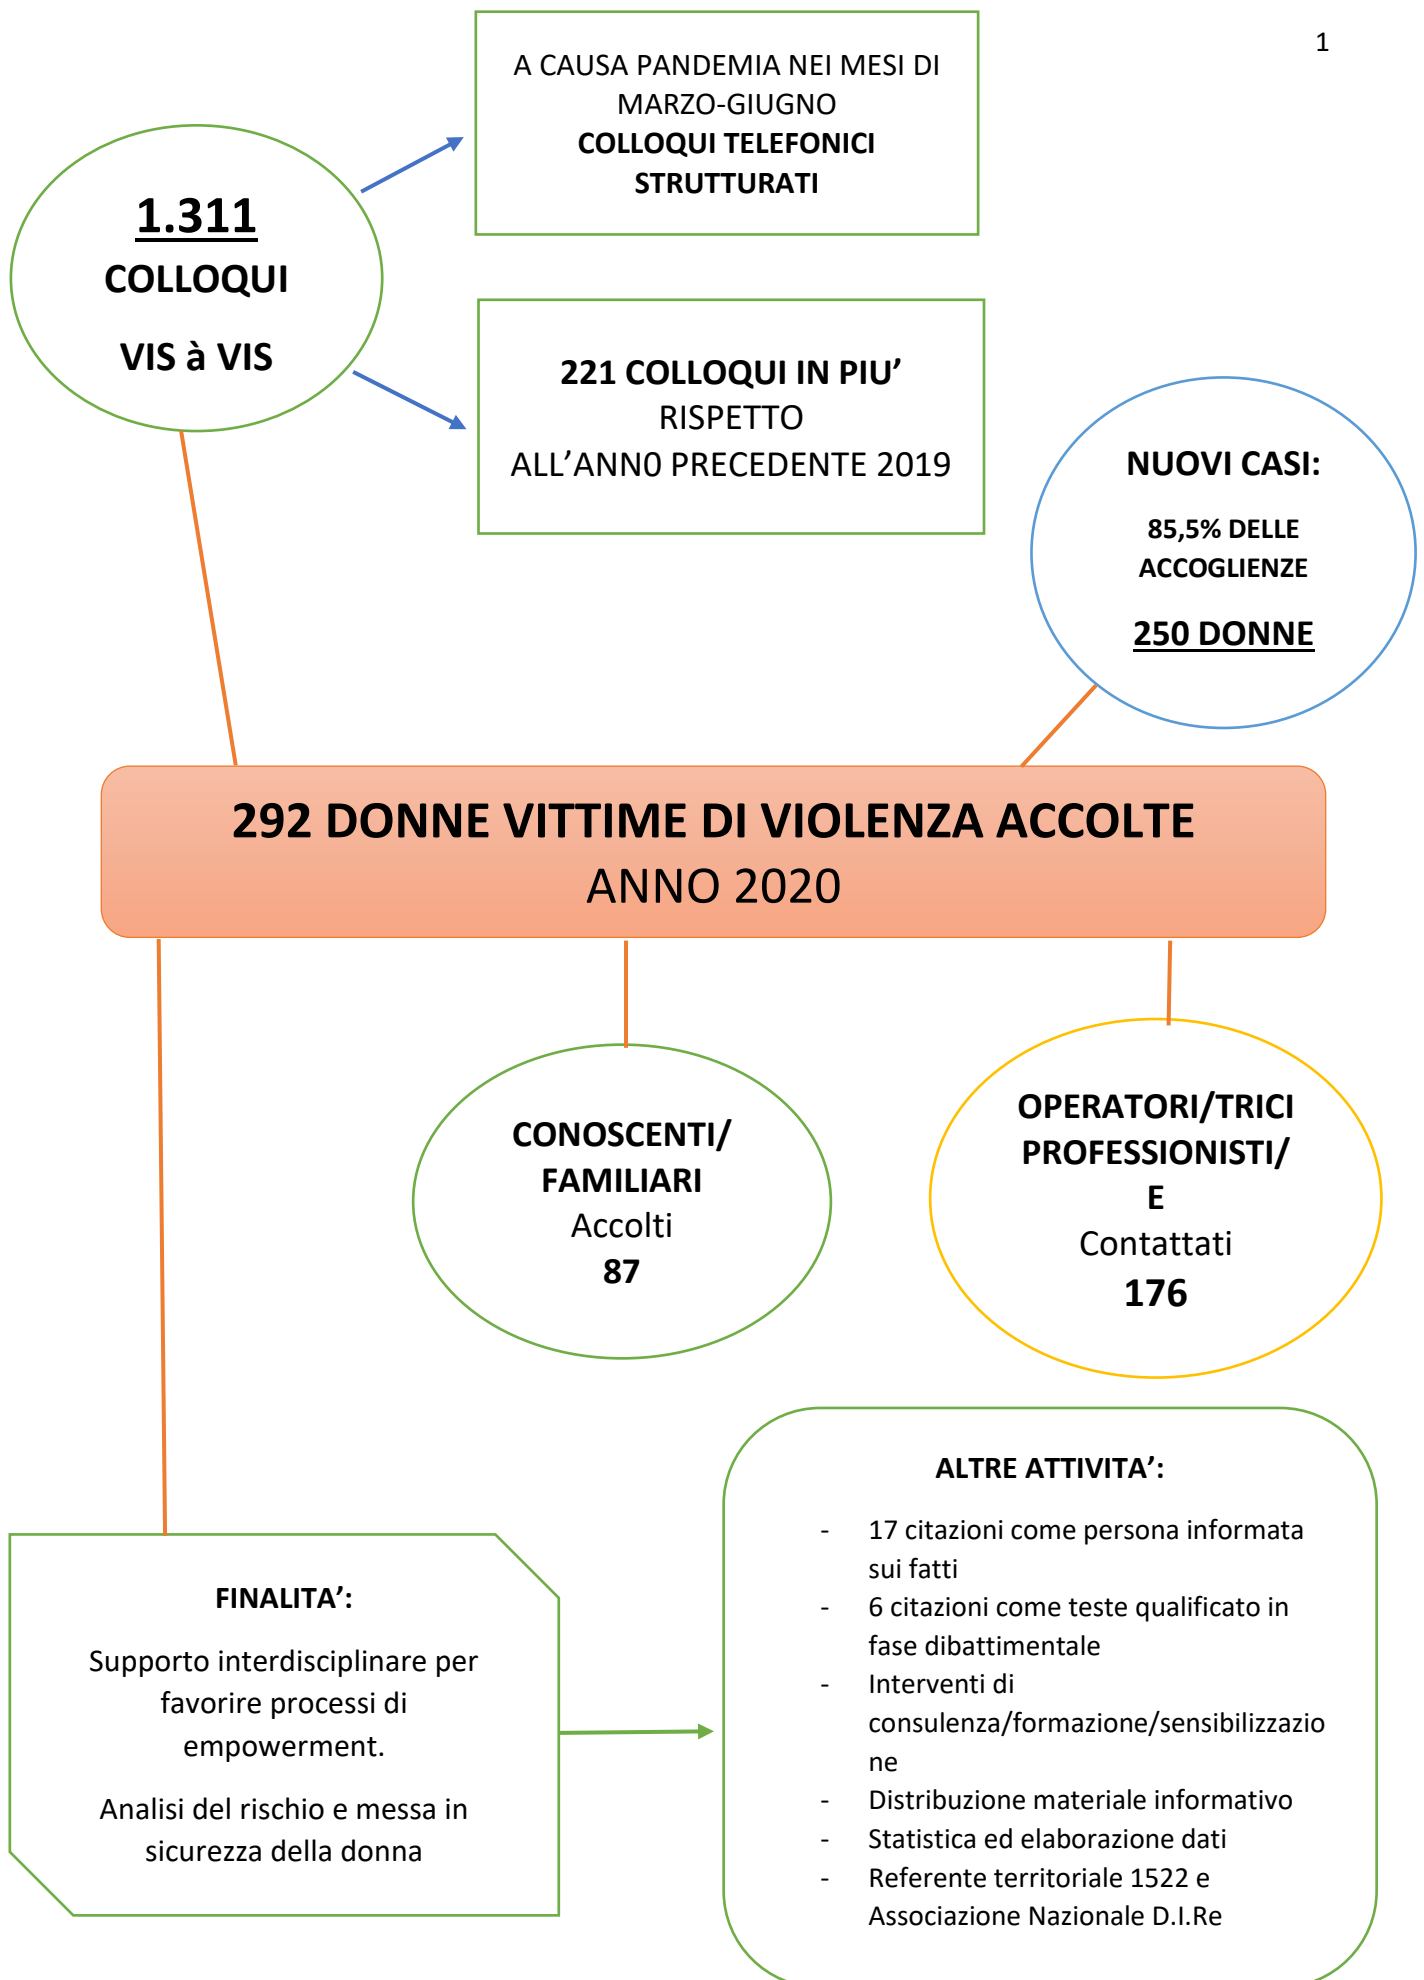 1
A CAUSA PANDEMIA NEI MESI DI
MARZO-GIUGNO
COLLOQUI TELEFONICI
STRUTTURATI
1.311
COLLOQUI
VIS à VIS
221 COLLOQUI IN PIU’
RISPETTO
ALL’ANN0 PRECEDENTE 2019
NUOVI CASI:
85,5% DELLE
ACCOGLIENZE
250 DONNE
292 DONNE VITTIME DI VIOLENZA ACCOLTE
ANNO 2020
CONOSCENTI/
FAMILIARI
Accolti
87
OPERATORI/TRICI
PROFESSIONISTI/
E
Contattati
176
FINALITA’:
Supporto interdisciplinare per
favorire processi di
empowerment.
Analisi del rischio e messa in
sicurezza della donna
ALTRE ATTIVITA’:
- 17 citazioni come persona informata
sui fatti
- 6 citazioni come teste qualificato in
fase dibattimentale
- Interventi di
consulenza/formazione/sensibilizzazio
ne
- Distribuzione materiale informativo
- Statistica ed elaborazione dati
- Referente territoriale 1522 e
Associazione Nazionale D.I.Re